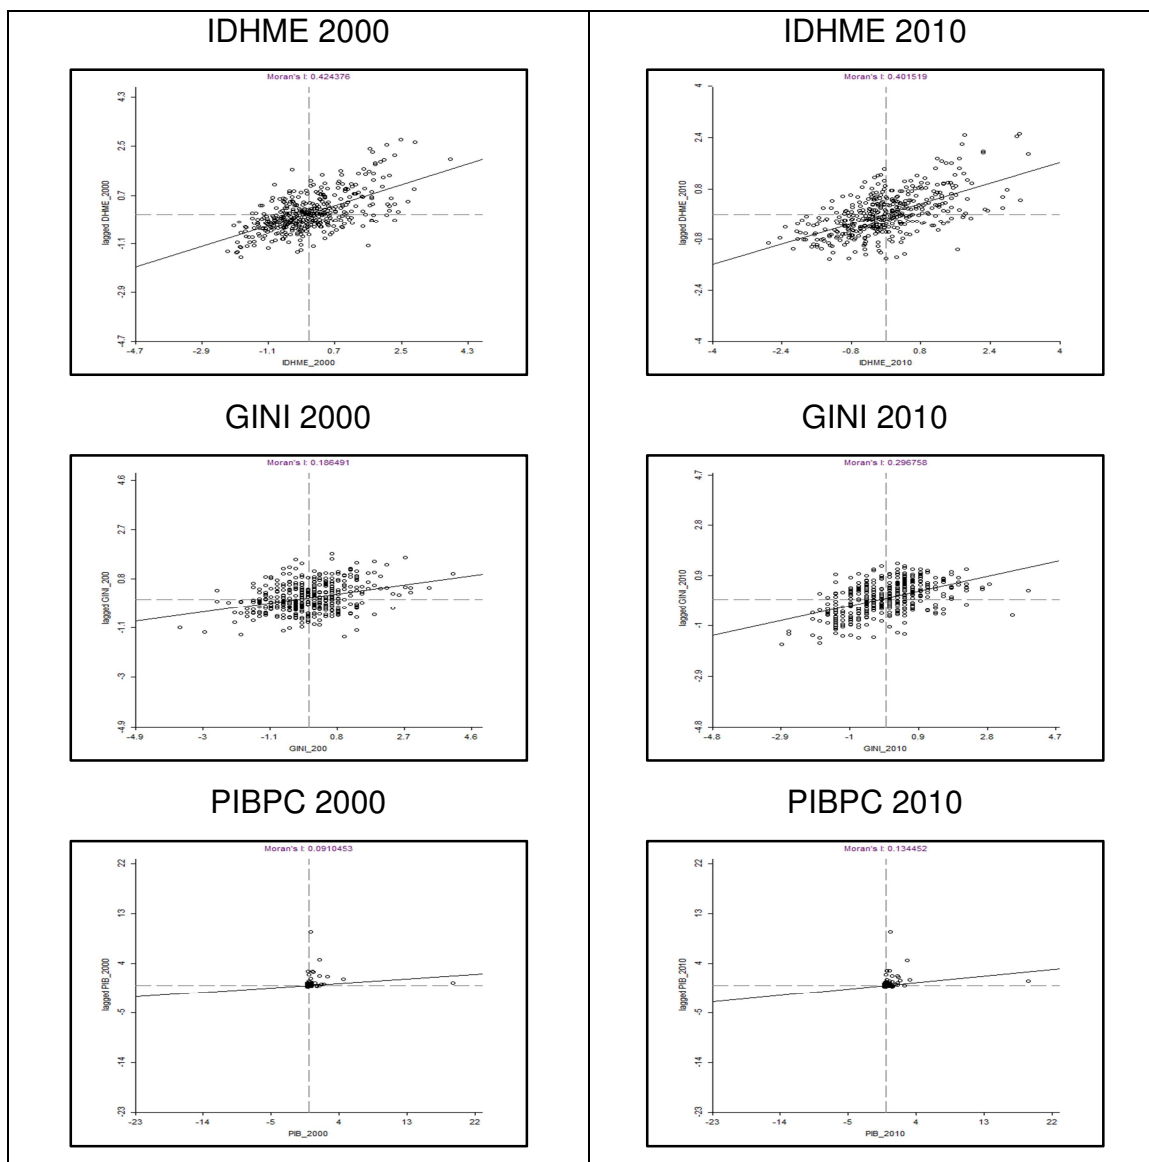 IDHME 2000
Moran's I: 0.424376
4.3
2.5
0.7
-1.1
-2.9
-4.7
lagged DHME_2000
-4.7 -2.9 -1.1 0.7 2.5 4.3
IDHME_2000
IDHME 2010
Moran's I: 0.401519
4
2.4
0.8
-0.8
-2.4
-4
lagged DHME_2010
-4 -2.4 -0.8 0.8 2.4 4
IDHME_2010
GINI 2000
Moran's I: 0.186491
4.6
2.7
0.8
-1.1
-3
-4.9
lagged GINI_200
-4.9 -3 -1.1 0.8 2.7 4.6
GINI_200
GINI 2010
Moran's I: 0.296758
4.7
2.8
0.9
-1
-2.9
-4.8
lagged GINI_2010
-4.8 -2.9 -1 0.9 2.8 4.7
GINI_2010
PIBPC 2000
Moran's I: 0.0910453
22
13
4
-5
-14
-23
lagged PIB_2000
-23 -14 -5 4 13 22
PIB_2000
PIBPC 2010
Moran's I: 0.134452
22
13
4
-5
-14
-23
lagged PIB_2010
-23 -14 -5 4 13 22
PIB_2010